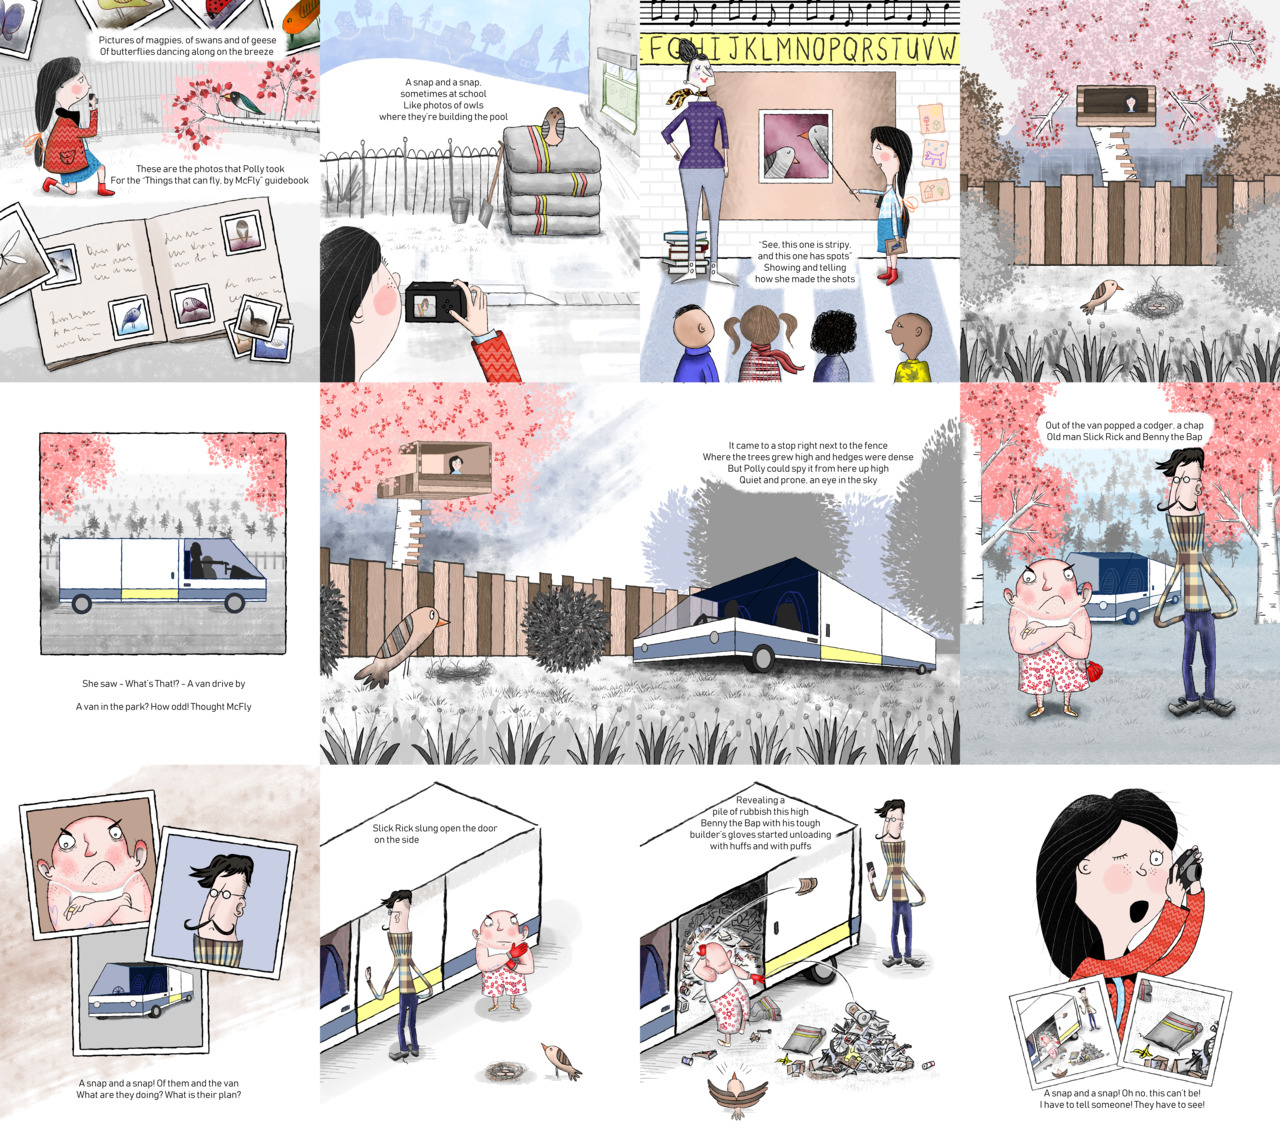 Pictures of magpies, of swans and of geese
Of butterflies dancing along on the breeze
These are the photos that Polly took
For the "Things that can fly, by McFly" guidebook
A snap and a snap,
sometimes at school
Like photos of owls
where they're building the pool
FGHIJKLMNOPQRSTUVW
"See, this one is stripy,
and this one has spots"
Showing and telling
how she made the shots
She saw - What's That!? - A van drive by
A van in the park? How odd! Thought McFly
It came to a stop right next to the fence
Where the trees grew high and hedges were dense
But Polly could spy it from here up high
Quiet and prone, an eye in the sky
Out of the van popped a codger, a chap
Old man Slick Rick and Benny the Bap
A snap and a snap! Of them and the van
What are they doing? What is their plan?
Slick Rick slung open the door
on the side
Revealing a
pile of rubbish this high
Benny the Bap with his tough
builder's gloves started unloading
with huffs and with puffs
A snap and a snap! Oh no, this can't be!
I have to tell someone! They have to see!